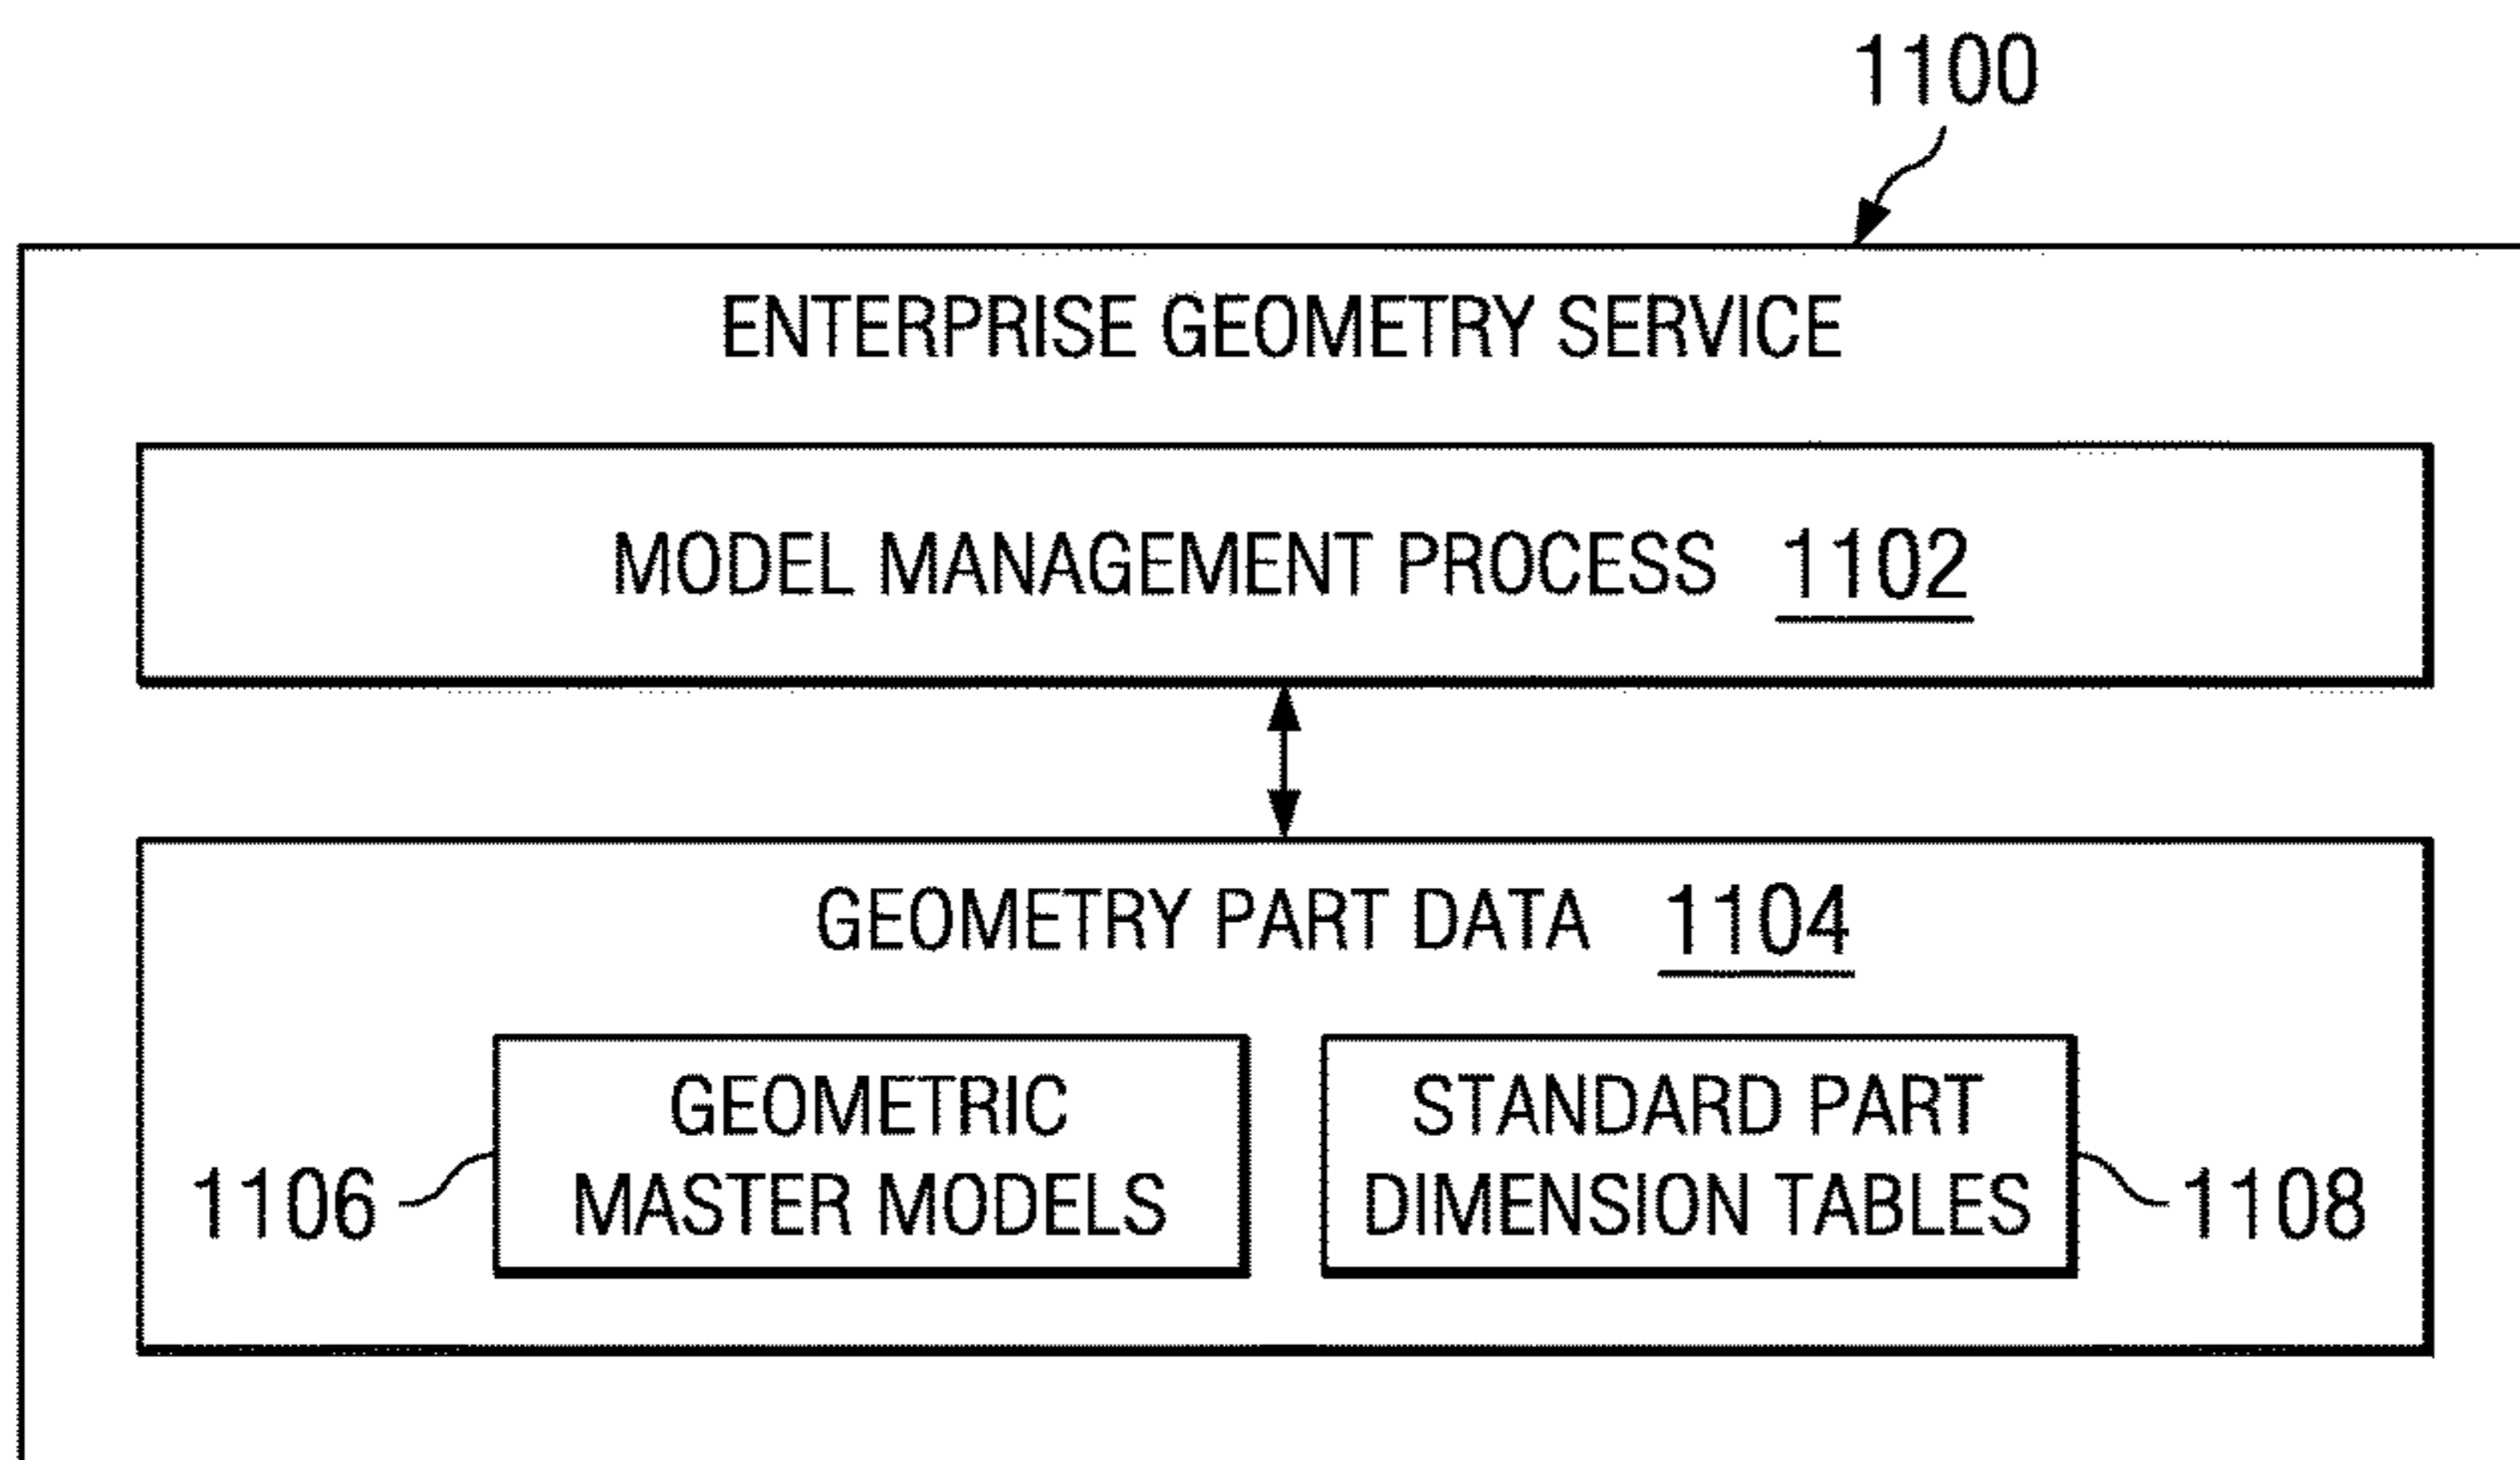 1100
ENTERPRISE GEOMETRY SERVICE
MODEL MANAGEMENT PROCESS 1102
GEOMETRY PART DATA 1104
GEOMETRIC
MASTER MODELS
1106
STANDARD PART
DIMENSION TABLES
1108